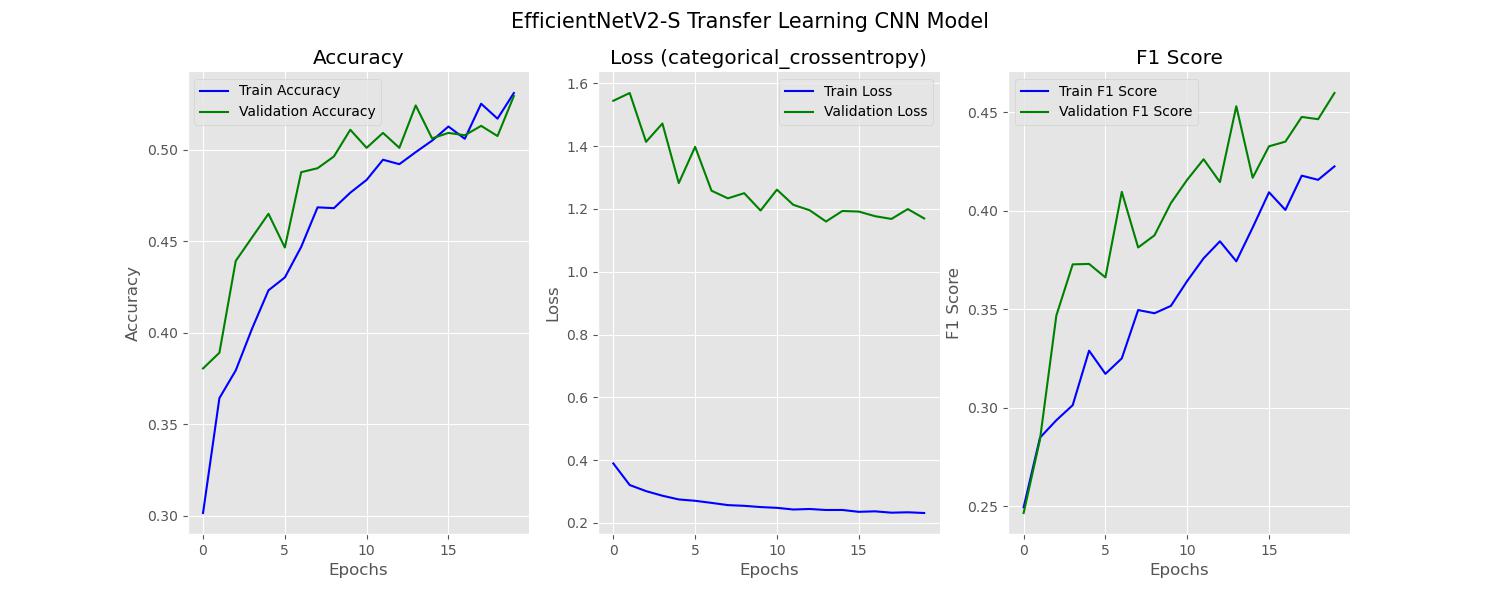 EfficientNetV2-S Transfer Learning CNN Model
Accuracy
Train Accuracy
Validation Accuracy
0.50
0.45
0.40
0.35
0.30
Accuracy
0 5 10 15
Epochs
Loss (categorical_crossentropy)
Train Loss
Validation Loss
1.6
1.4
1.2
1.0
0.8
0.6
0.4
0.2
Loss
0 5 10 15
Epochs
F1 Score
Train F1 Score
Validation F1 Score
0.45
0.40
0.35
0.30
0.25
F1 Score
0 5 10 15
Epochs